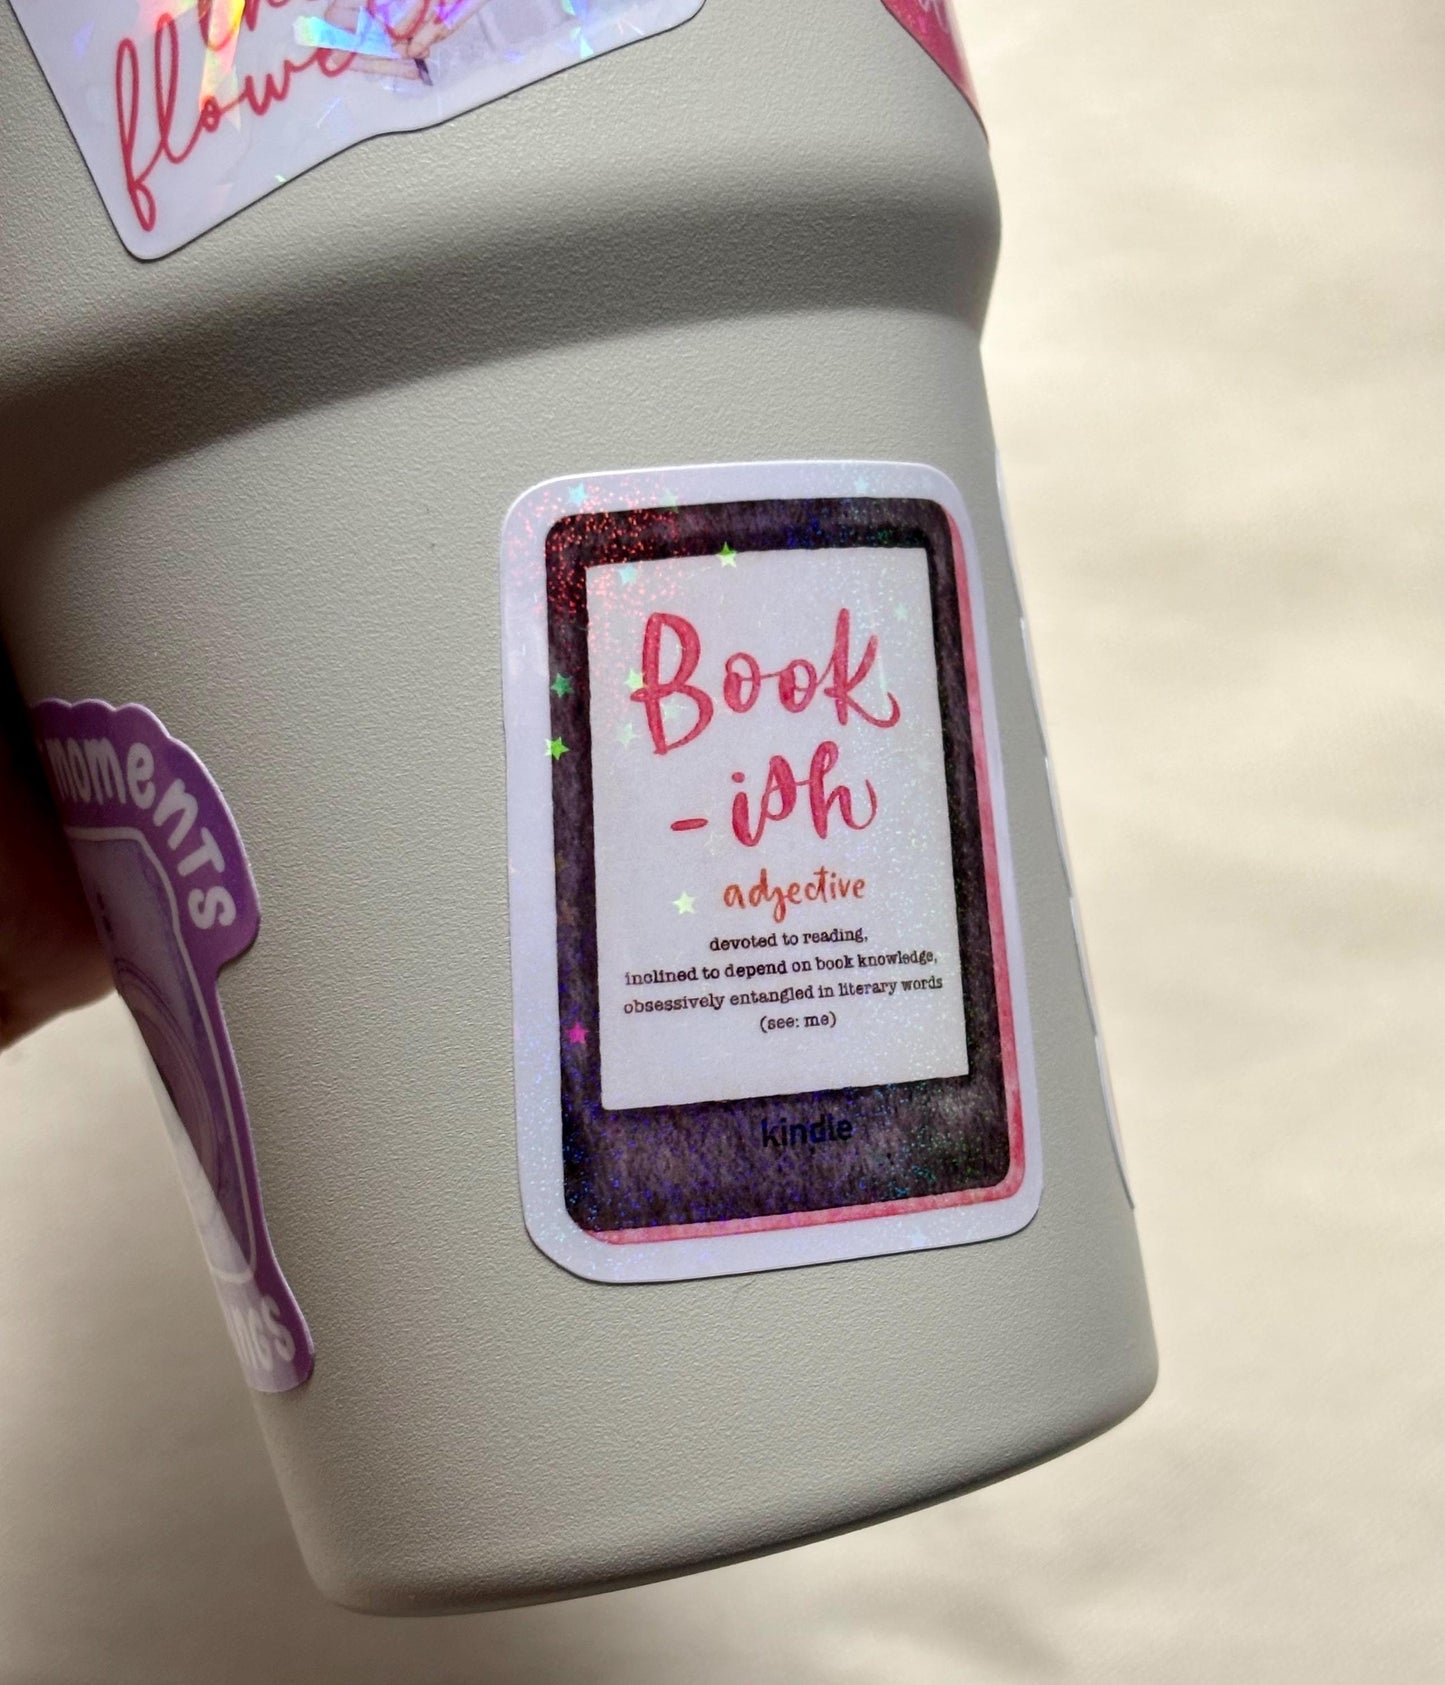 flowe
moments
Book
-ish
adjective
devoted to reading,
inclined to depend on book knowledge,
obsessively entangled in literary words
(see: me)
kindle